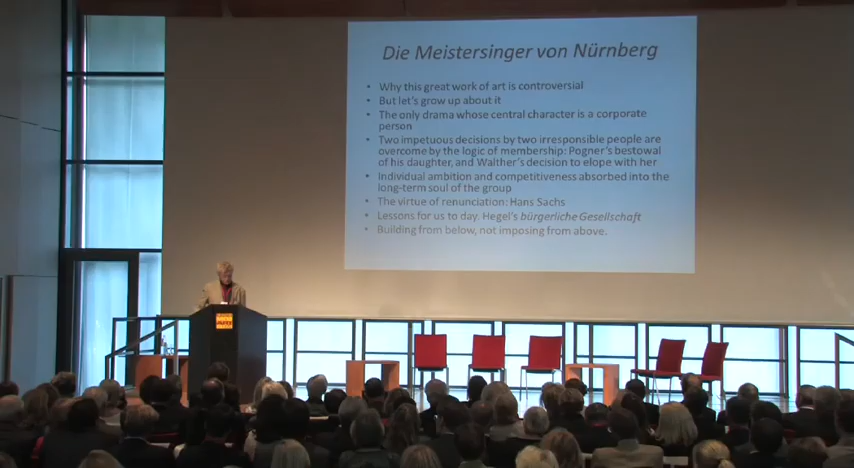 Die Meistersinger von Nürnberg
• Why this great work of art is controversial
• But let's grow up about it
• The only drama whose central character is a corporate
person
• Two impetuous decisions by two irresponsible people are
overcome by the logic of membership: Pogner's bestowal
of his daughter, and Walther's decision to elope with her
• Individual ambition and competitiveness absorbed into the
long-term soul of the group
• The virtue of renunciation: Hans Sachs
• Lessons for us to day. Hegel's bürgerliche Gesellschaft
• Building from below, not imposing from above.